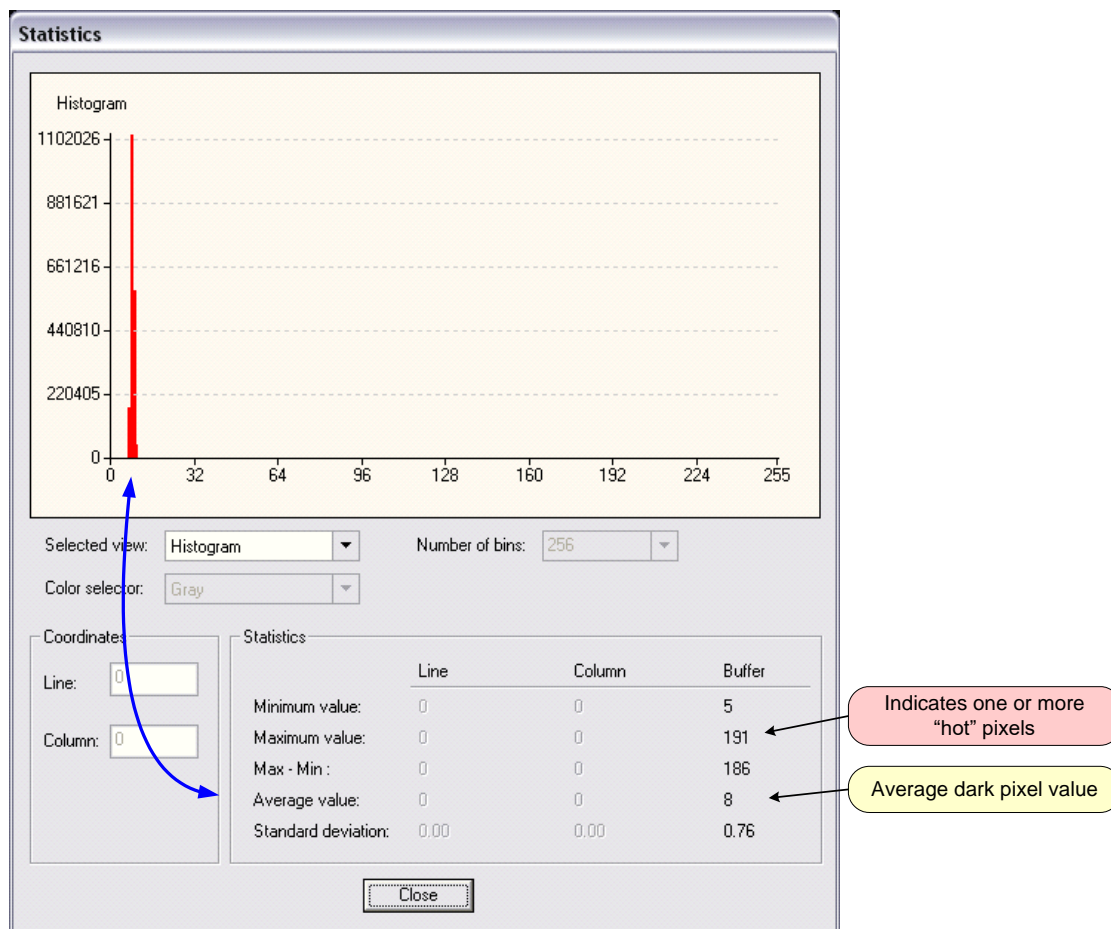 Statistics
Histogram
1102026
881621
661216
440810
220405
0
0 32 64 96 128 160 192 224 255
Selected view: Histogram Number of bins: 256
Color selector: Gray
Coordinates
Line: 0
Column: 0
Statistics
Line Column Buffer
Minimum value: 0 0 5
Maximum value: 0 0 191
Max - Min : 0 0 186
Average value: 0 0 8
Standard deviation: 0.00 0.00 0.76
Close
Indicates one or more
“hot” pixels
Average dark pixel value